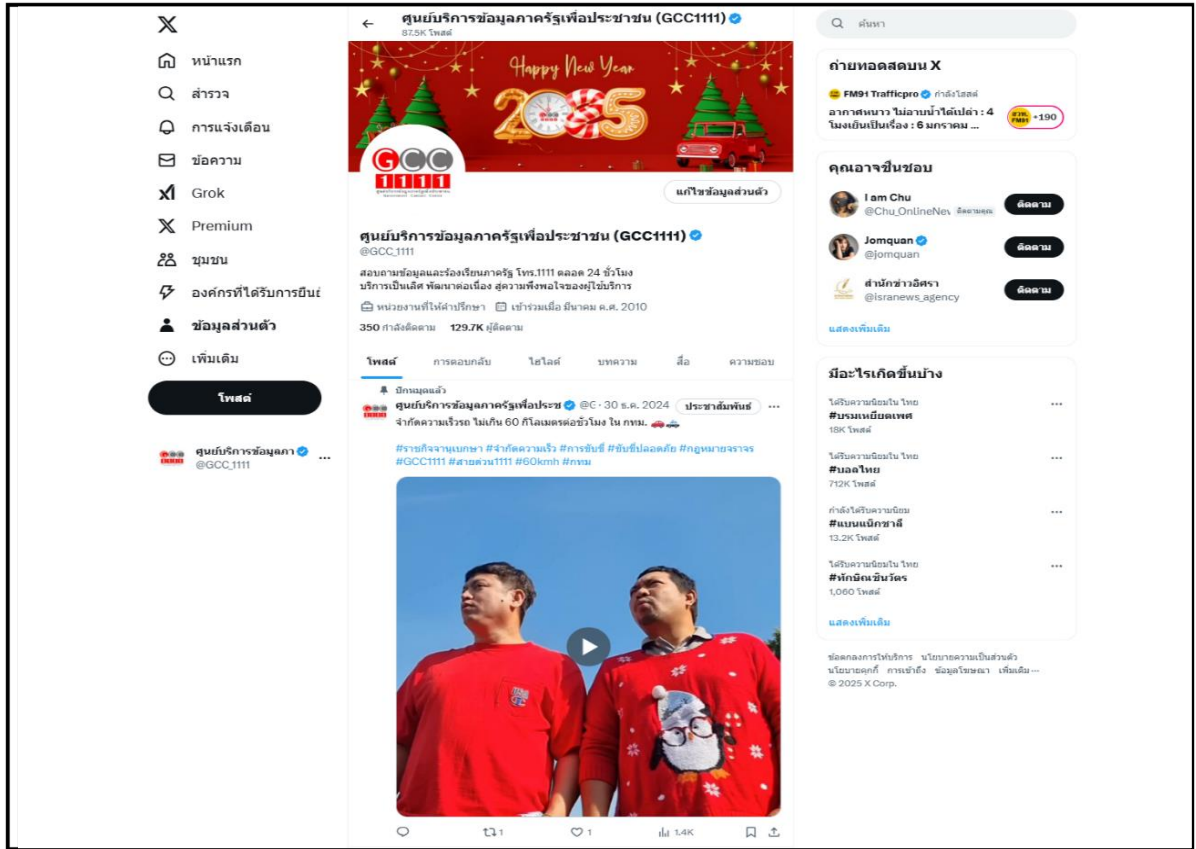 หน้าแรก
สำรวจ
การแจ้งเตือน
ข้อความ
Grok
Premium
ชุมชน
องค์กรที่ได้รับการยืนยั
ข้อมูลส่วนตัว
เพิ่มเติม
โพสต์
ศูนย์บริการข้อมูลภา
@GCC_1111
ศูนย์บริการข้อมูลภาครัฐเพื่อประชาชน (GCC1111)
87.5K โพสต์
Happy New Year
GCC
1111
แก้ไขข้อมูลส่วนตัว
ศูนย์บริการข้อมูลภาครัฐเพื่อประชาชน (GCC1111)
@GCC_1111
สอบถามข้อมูลและร้องเรียนภาครัฐ โทร.1111 ตลอด 24 ชั่วโมง
บริการเป็นเลิศ พัฒนาต่อเนื่อง สู่ความพึงพอใจของผู้ใช้บริการ
หน่วยงานที่ให้คำปรึกษา เข้าร่วมเมื่อ มีนาคม ค.ศ. 2010
350 กำลังติดตาม 129.7K ผู้ติดตาม
โพสต์ การตอบกลับ ไฮไลต์ บทความ สื่อ ความชอบ
ปักหมุดแล้ว
ศูนย์บริการข้อมูลภาครัฐเพื่อประช @G · 30 ธ.ค. 2024 ประชาสัมพันธ์
จำกัดความเร็วรถ ไม่เกิน 60 กิโลเมตรต่อชั่วโมง ใน กทม.
#ราชกิจจานุเบกษา #จำกัดความเร็ว #การขับขี่ #ขับขี่ปลอดภัย #กฎหมายจราจร
#GCC1111 #สายด่วน1111 #60kmh #กทม
1 1 1.4K
ค้นหา
ถ่ายทอดสดบน X
FM91 Trafficpro กำลังโฮสต์
อากาศหนาว ไม่อาบน้ำได้เปล่า : 4
โมงเย็นเป็นเรื่อง : 6 มกราคม ...
+190
คุณอาจชื่นชอบ
I am Chu
@Chu_OnlineNev ติดตามคุณ
ติดตาม
Jomquan
@jomquan
ติดตาม
สำนักข่าวอิศรา
@isranews_agency
ติดตาม
แสดงเพิ่มเติม
มีอะไรเกิดขึ้นบ้าง
ได้รับความนิยมใน ไทย
#บรมเหยียดเพศ
18K โพสต์
ได้รับความนิยมใน ไทย
#บอลไทย
712K โพสต์
กำลังได้รับความนิยม
#แบนแน็กชาลี
13.2K โพสต์
ได้รับความนิยมใน ไทย
#ทักษิณชินวัตร
1,060 โพสต์
แสดงเพิ่มเติม
ข้อตกลงการให้บริการ นโยบายความเป็นส่วนตัว
นโยบายคุกกี้ การเข้าถึง ข้อมูลโฆษณา เพิ่มเติม ...
© 2025 X Corp.